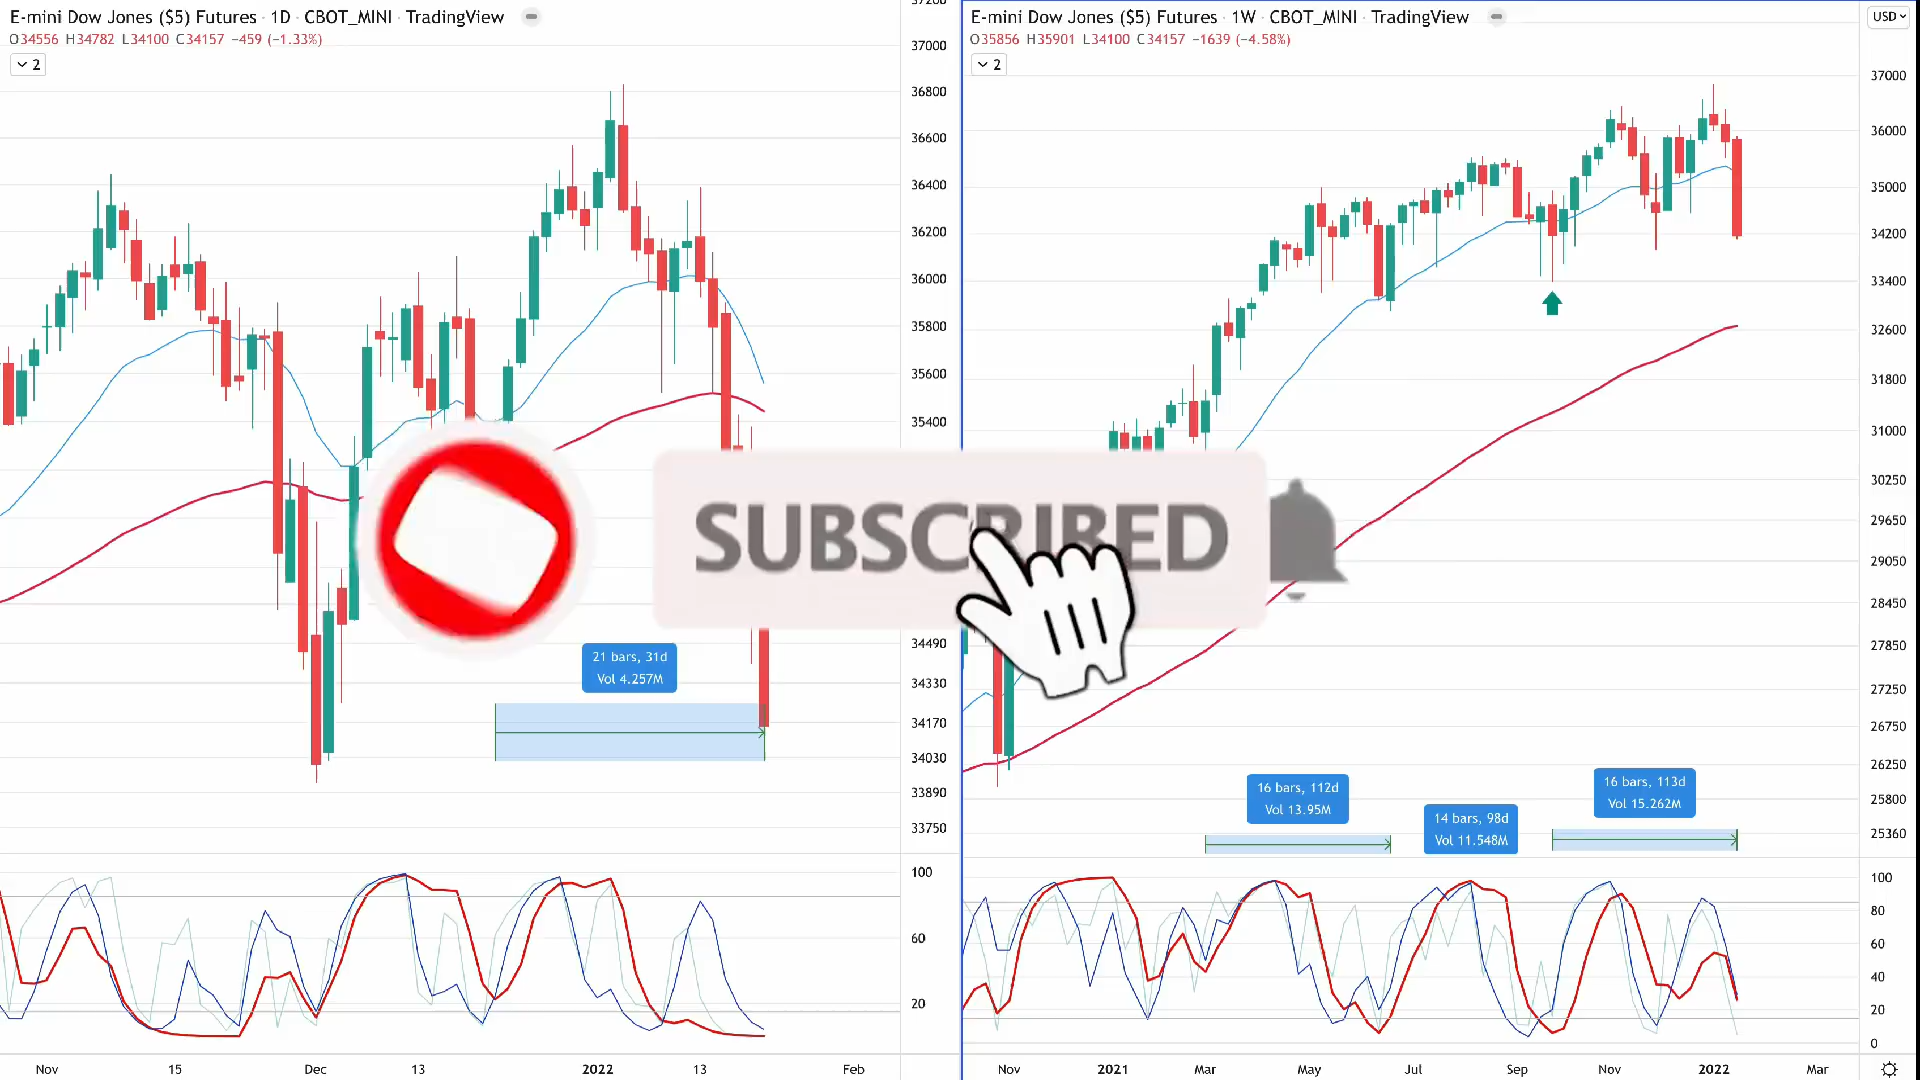 E-mini Dow Jones ($5) Futures · 1D · CBOT_MINI · TradingView
O34556 H34782 L34100 C34157 −459 (−1.33%)
2
37200
37000
36800
36600
36400
36200
36000
35800
35600
35400
34490
34330
34170
34030
33890
33750
21 bars, 31d
Vol 4.257M
100
60
20
Nov
15
Dec
13
2022
13
Feb
SUBSCRIBED
E-mini Dow Jones ($5) Futures · 1W · CBOT_MINI · TradingView
USD
O35856 H35901 L34100 C34157 −1639 (−4.58%)
2
37000
36000
35000
34200
33400
32600
31800
31000
30250
29650
29050
28450
27850
27250
26750
26250
25800
25360
16 bars, 112d
Vol 13.95M
14 bars, 98d
Vol 11.548M
16 bars, 113d
Vol 15.262M
100
80
60
40
20
0
Nov
2021
Mar
May
Jul
Sep
Nov
2022
Mar